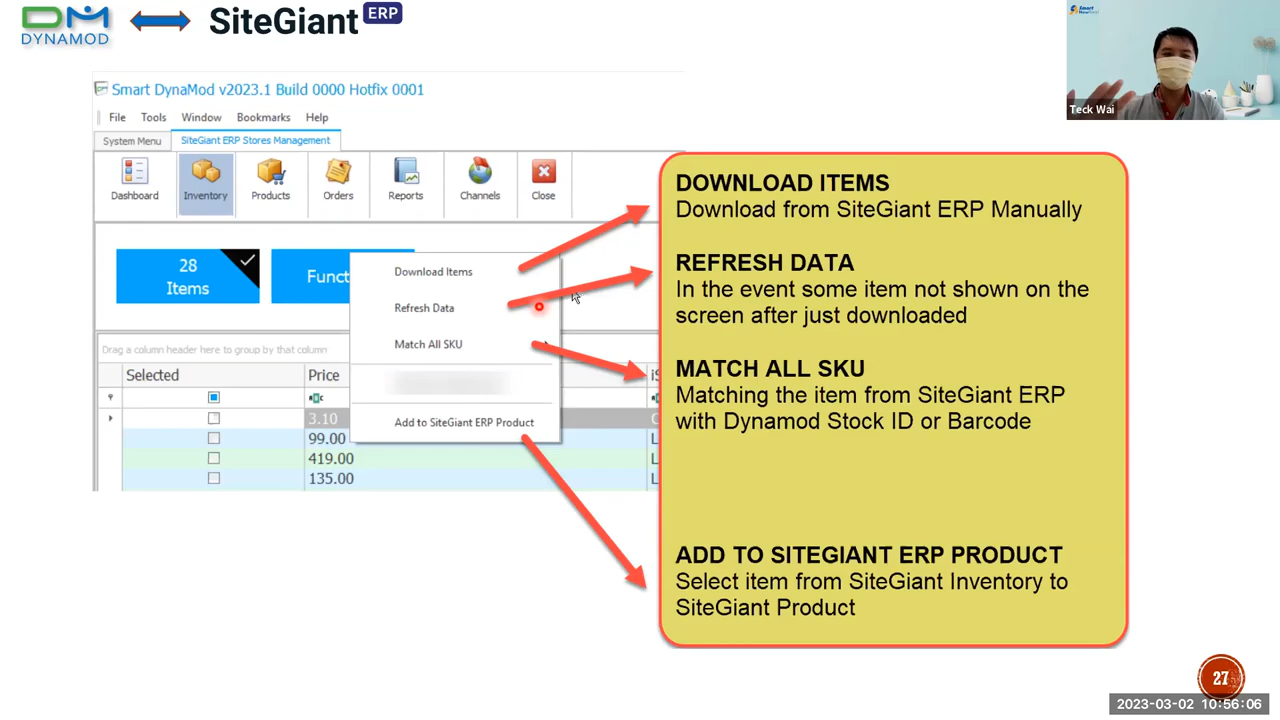 DM
DYNAMOD
SiteGiant ERP
Smart
Teck Wai
Smart DynaMod v2023.1 Build 0000 Hotfix 0001
File Tools Window Bookmarks Help
System Menu SiteGiant ERP Stores Management
Dashboard Inventory Products Orders Reports Channels Close
28
Items
Funct
Download Items
Refresh Data
Match All SKU
Add to SiteGiant ERP Product
Drag a column header here to group by that column
Selected Price
3.10
99.00 L
419.00 L
135.00 L
DOWNLOAD ITEMS
Download from SiteGiant ERP Manually
REFRESH DATA
In the event some item not shown on the
screen after just downloaded
MATCH ALL SKU
Matching the item from SiteGiant ERP
with Dynamod Stock ID or Barcode
ADD TO SITEGIANT ERP PRODUCT
Select item from SiteGiant Inventory to
SiteGiant Product
27
2023-03-02 10:56:06